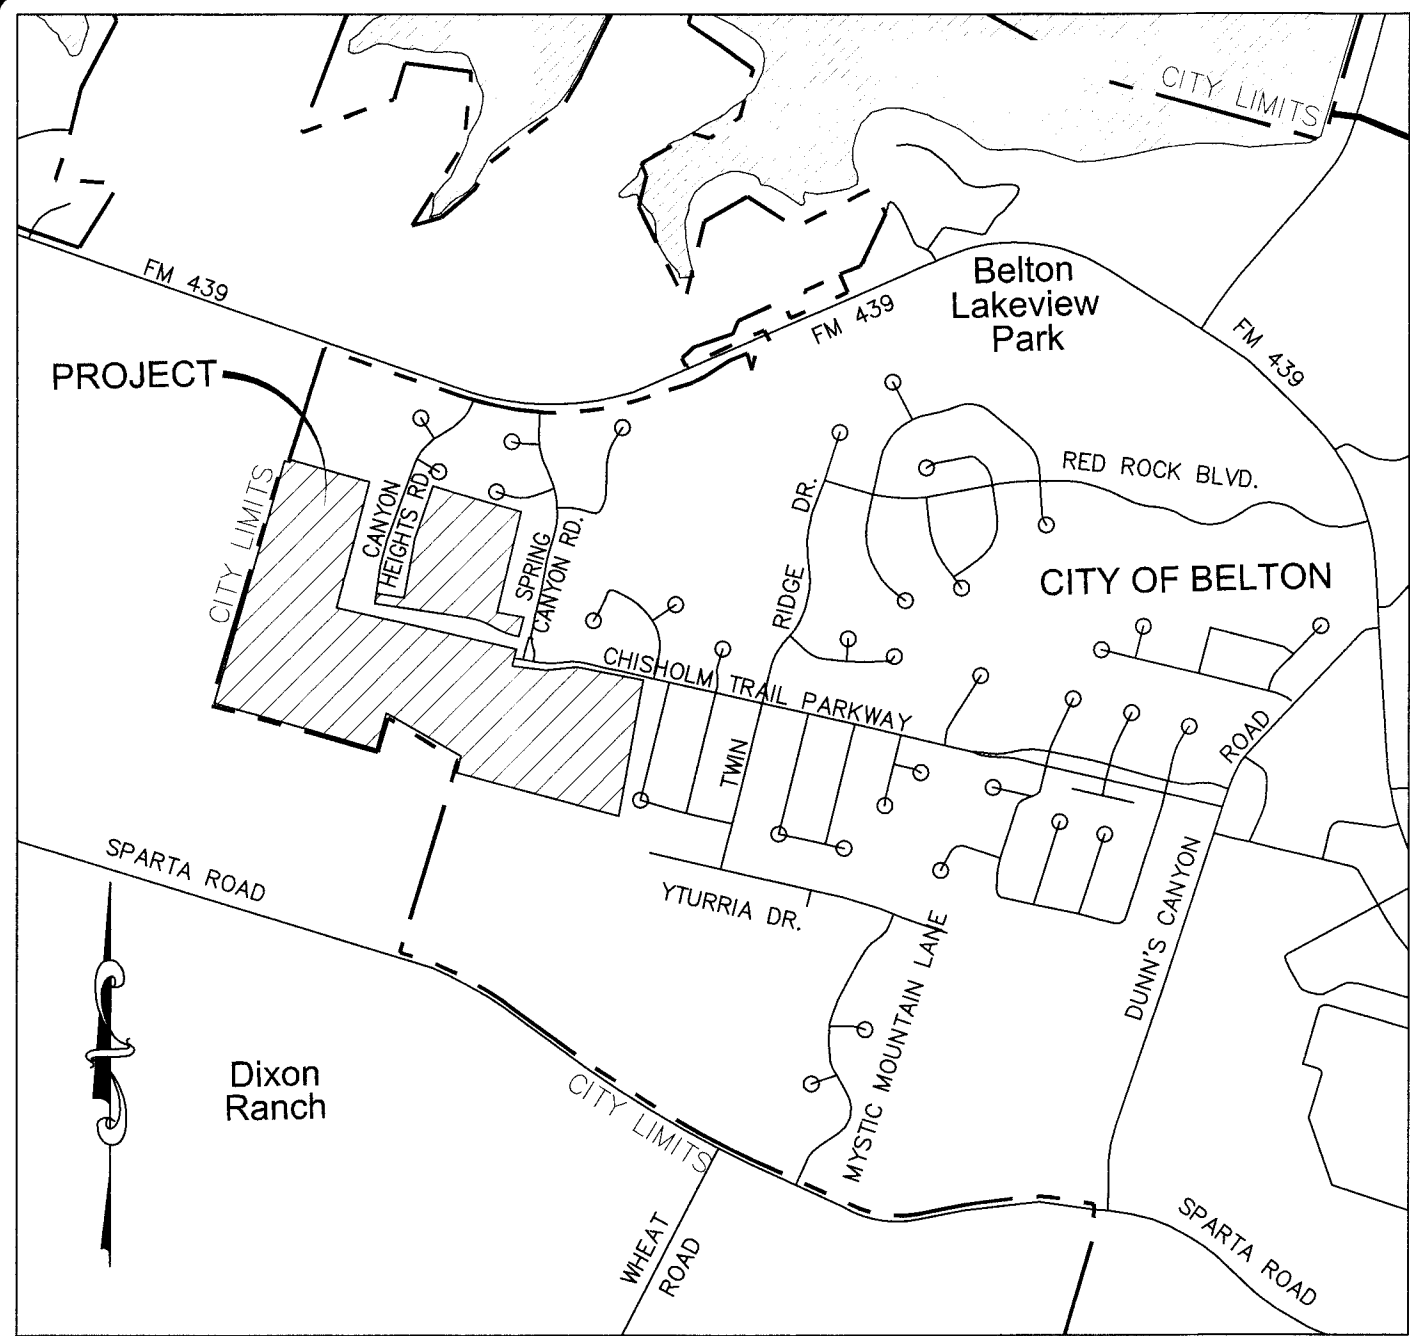 CITY LIMITS
FM 439
Belton
Lakeview
Park
FM 439
FM 439
PROJECT
RED ROCK BLVD.
CITY LIMITS
CANYON
HEIGHTS RD.
SPRING
CANYON RD.
RIDGE DR.
CITY OF BELTON
CHISHOLM TRAIL PARKWAY
TWIN
ROAD
SPARTA ROAD
YTURRIA DR.
DUNN'S CANYON
MYSTIC MOUNTAIN LANE
Dixon
Ranch
CITY LIMITS
WHEAT
ROAD
SPARTA ROAD